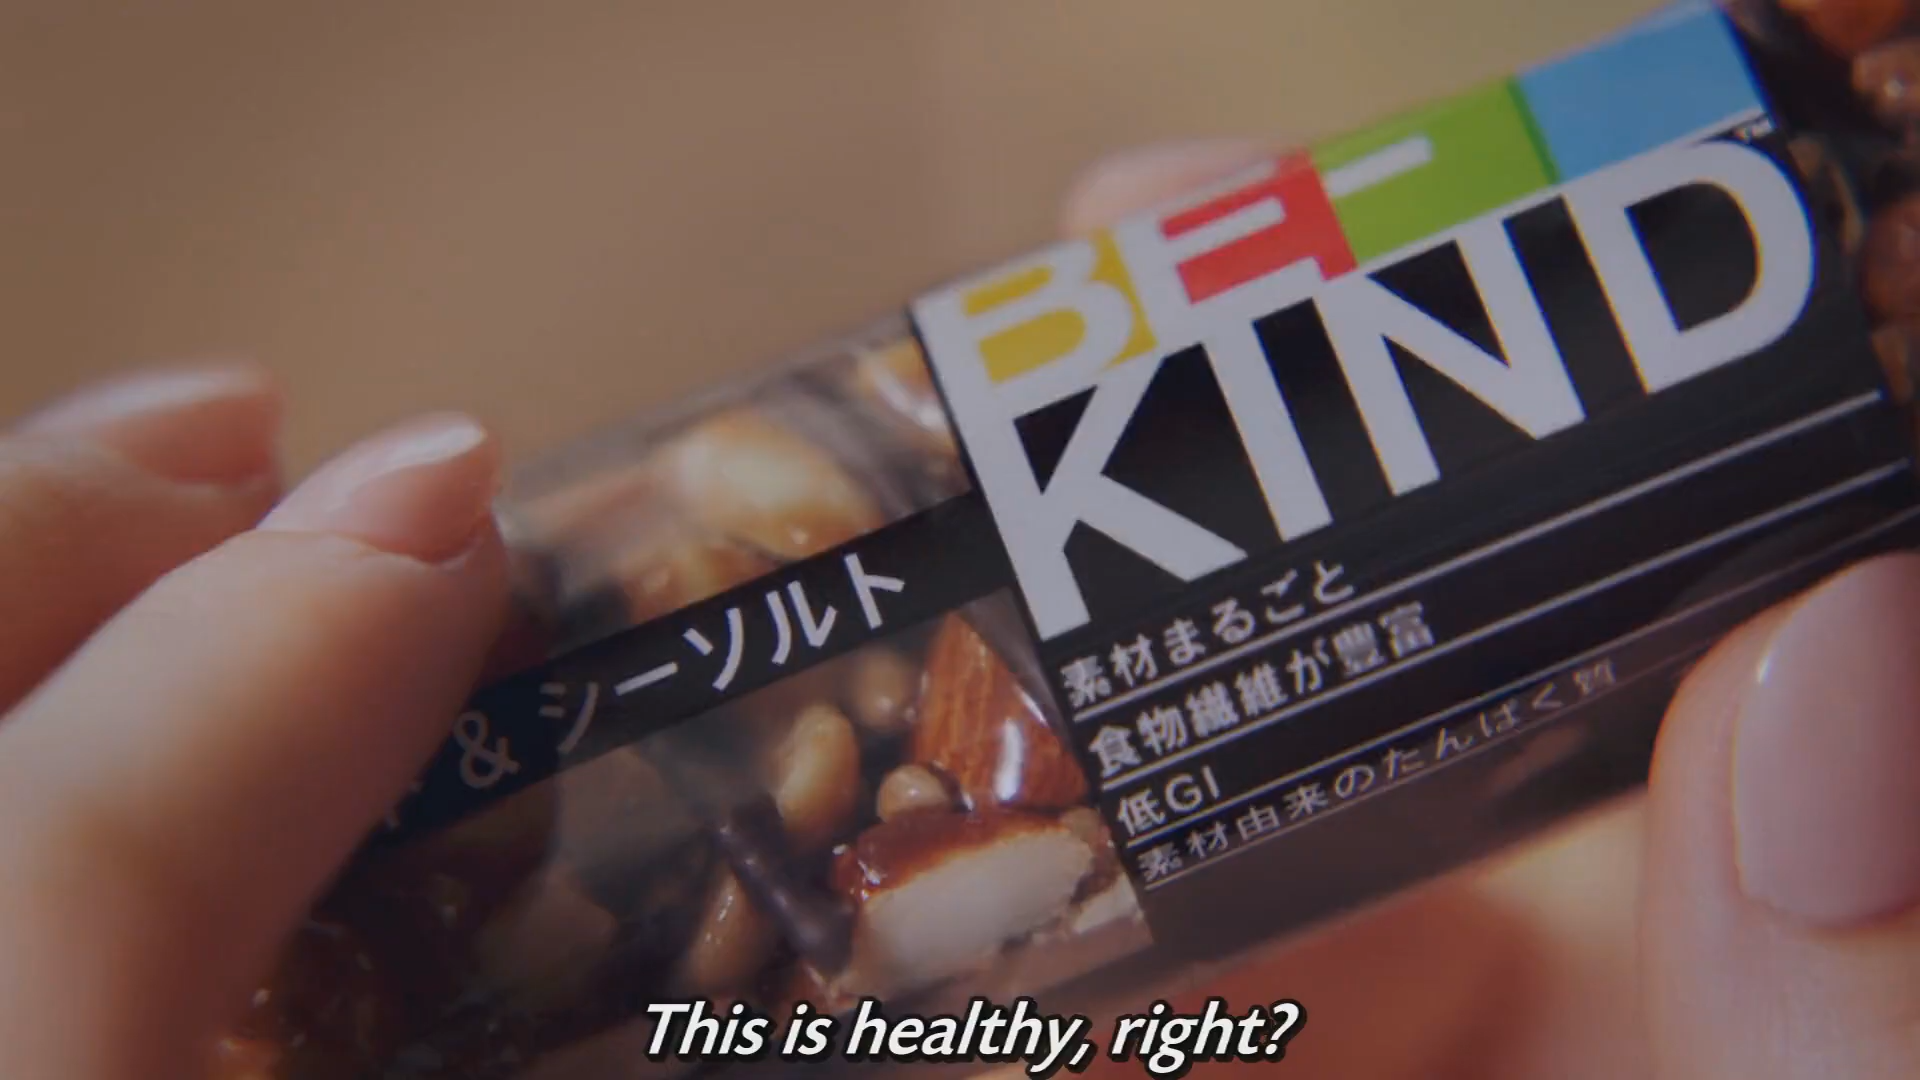 BE-
KIND™
& シーソルト
素材まるごと
食物繊維が豊富
低GI
素材由来のたんぱく質
This is healthy, right?